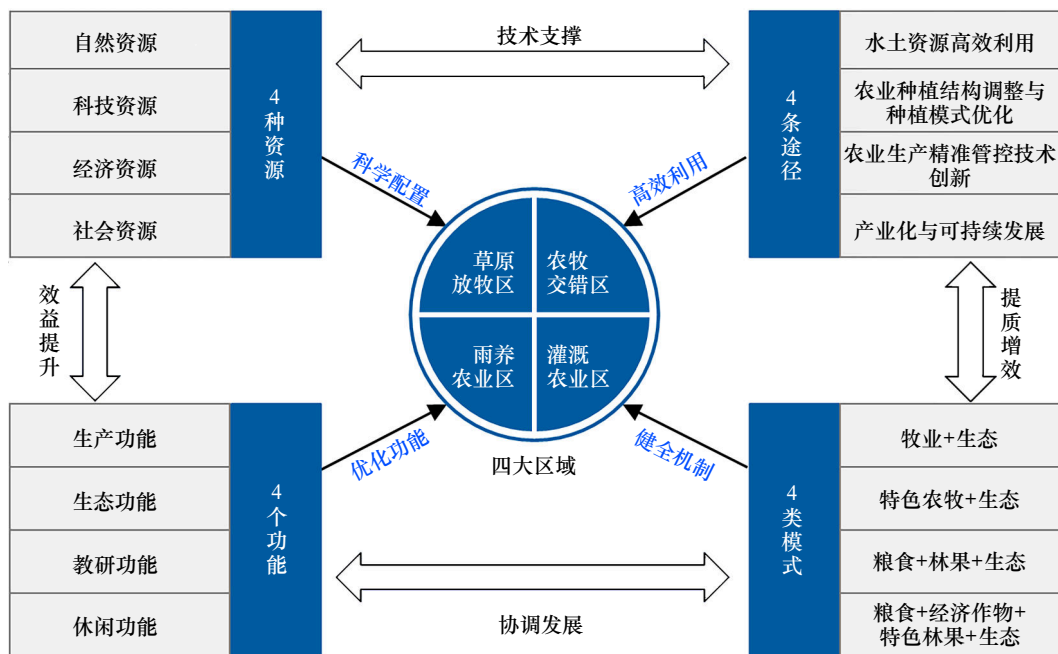 自然资源
科技资源
经济资源
社会资源
4种资源
技术支撑
4条途径
水土资源高效利用
农业种植结构调整与
种植模式优化
农业生产精准管控技术
创新
产业化与可持续发展
科学配置
高效利用
草原
放牧区
农牧
交错区
雨养
农业区
灌溉
农业区
四大区域
效益提升
提质增效
优化功能
健全机制
生产功能
生态功能
教研功能
休闲功能
4个功能
协调发展
4类模式
牧业+生态
特色农牧+生态
粮食+林果+生态
粮食+经济作物+
特色林果+生态